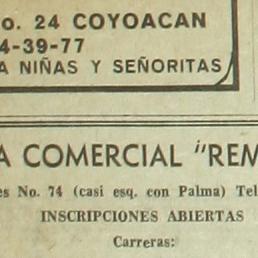 o. 24 COYOACAN
4-39-77
A NIÑAS Y SEÑORITAS
A COMERCIAL "REM
es No. 74 (casi esq. con Palma) Tel
INSCRIPCIONES ABIERTAS
Carreras: